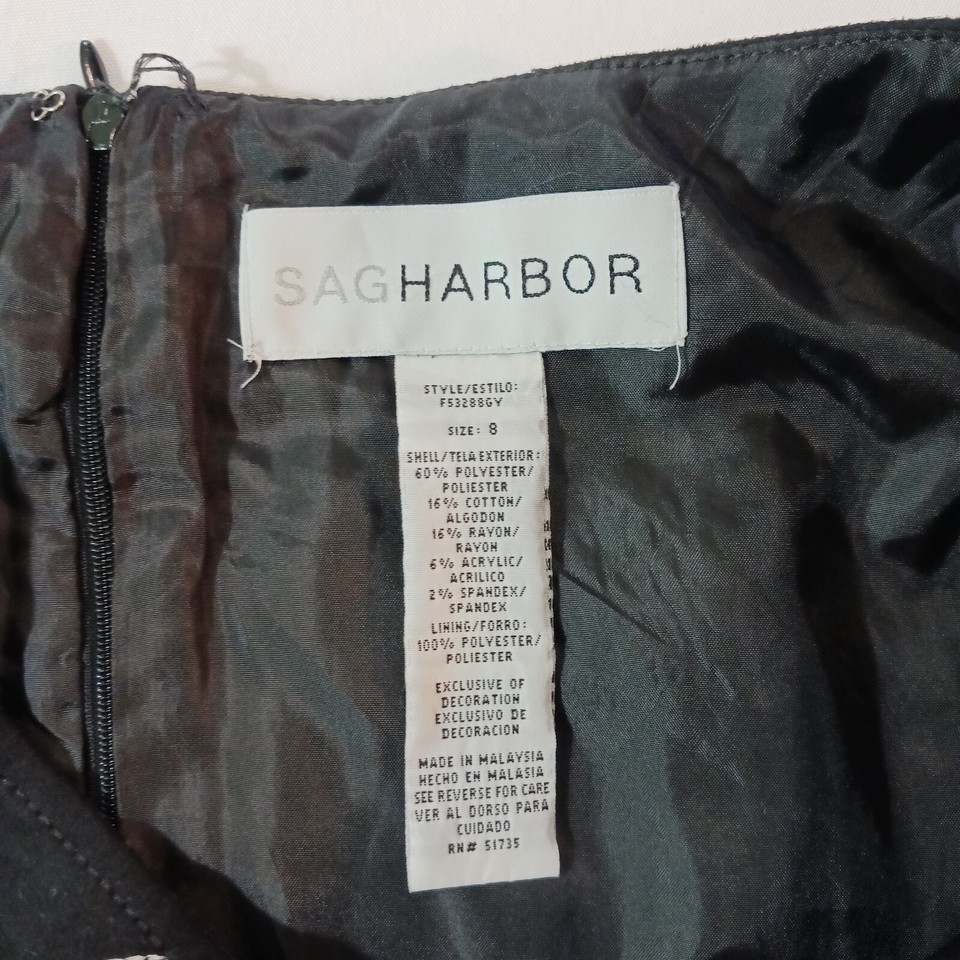 SAGHARBOR
STYLE/ESTILO:
F53288GY
SIZE: 8
SHELL/TELA EXTERIOR:
60% POLYESTER/
POLIESTER
16% COTTON/
ALGODON
16% RAYON/
RAYON
6% ACRYLIC/
ACRILICO
2% SPANDEX/
SPANDEX
LINING/FORRO:
100% POLYESTER/
POLIESTER
EXCLUSIVE OF
DECORATION
EXCLUSIVO DE
DECORACION
MADE IN MALAYSIA
HECHO EN MALASIA
SEE REVERSE FOR CARE
VER AL DORSO PARA
CUIDADO
RN# 51735